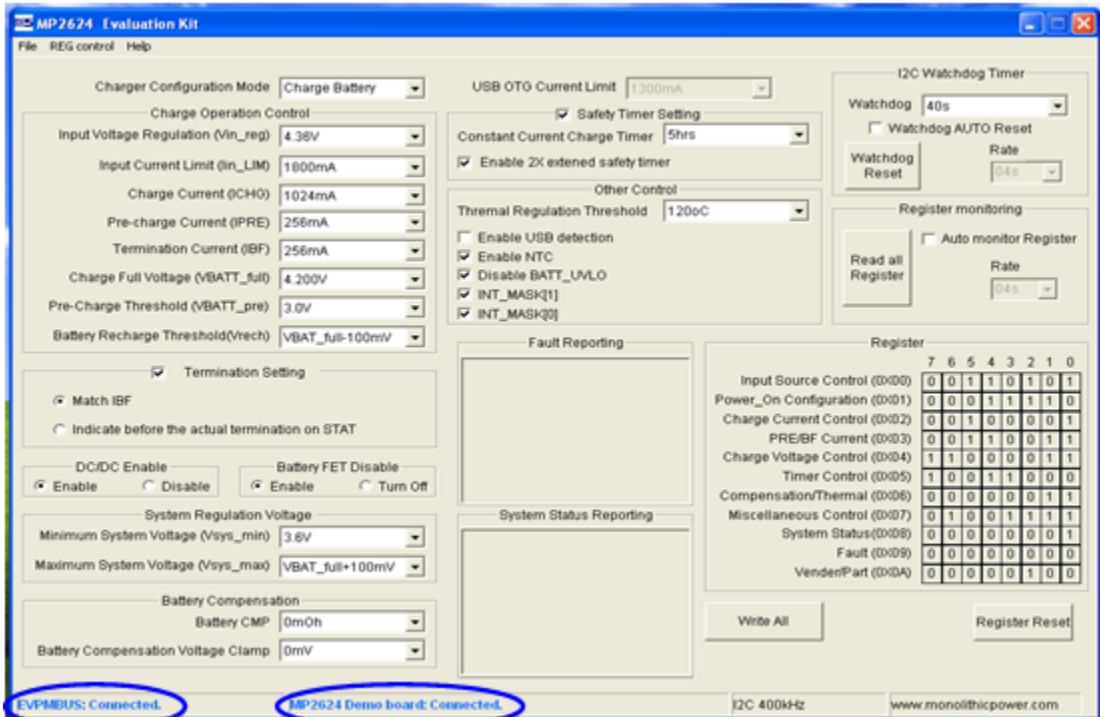 MP2624 Evaluation Kit
File REG control Help
Charger Configuration Mode Charge Battery
Charge Operation Control
Input Voltage Regulation (Vin_reg) 4.36V
Input Current Limit (Iin_LIM) 1800mA
Charge Current (ICHG) 1024mA
Pre-charge Current (IPRE) 256mA
Termination Current (IBF) 256mA
Charge Full Voltage (VBATT_full) 4.200V
Pre-Charge Threshold (VBATT_pre) 3.0V
Battery Recharge Threshold(Vrech) VBAT_full-100mV
Termination Setting
Match IBF
Indicate before the actual termination on STAT
DC/DC Enable
Enable Disable
Battery FET Disable
Enable Turn Off
System Regulation Voltage
Minimum System Voltage (Vsys_min) 3.6V
Maximum System Voltage (Vsys_max) VBAT_full+100mV
Battery Compensation
Battery CMP 0mOh
Battery Compensation Voltage Clamp 0mV
USB OTG Current Limit 1300mA
Safety Timer Setting
Constant Current Charge Timer 5hrs
Enable 2X extened safety timer
Other Control
Thremal Regulation Threshold 120oC
Enable USB detection
Enable NTC
Disable BATT_UVLO
INT_MASK[1]
INT_MASK[0]
Fault Reporting
System Status Reporting
I2C Watchdog Timer
Watchdog 40s
Watchdog AUTO Reset
Watchdog Reset
Rate
04s
Register monitoring
Read all Register
Auto monitor Register
Rate
04s
Register
7 6 5 4 3 2 1 0
Input Source Control (0X00) 0 0 1 1 0 1 0 1
Power_On Configuration (0X01) 0 0 0 1 1 1 1 0
Charge Current Control (0X02) 0 0 1 0 0 0 0 1
PRE/BF Current (0X03) 0 0 1 1 0 0 1 1
Charge Voltage Control (0X04) 1 1 0 0 0 0 1 1
Timer Control (0X05) 1 0 0 1 1 0 0 1
Compensation/Thermal (0X06) 0 0 0 0 0 0 1 1
Miscellaneous Control (0X07) 0 1 0 0 1 1 1 1
System Status(0X08) 0 0 0 0 0 0 0 1
Fault (0X09) 0 0 0 0 0 0 0 0
Vender/Part (0X0A) 0 0 0 0 0 1 0 0
Write All
Register Reset
EVPMBUS: Connected.
MP2624 Demo board: Connected.
I2C 400kHz
www.monolithicpower.com